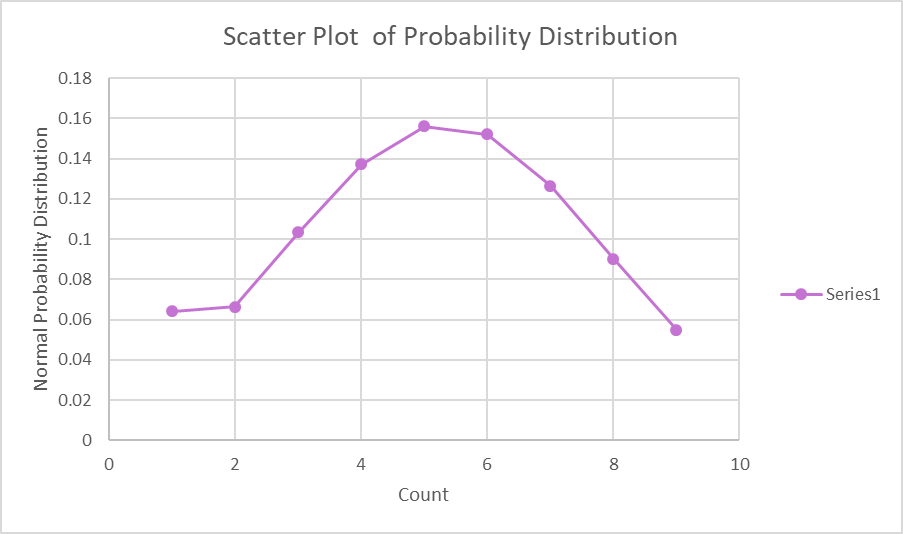 Scatter Plot  of Probability Distribution
Normal Probability Distribution
0.18
0.16
0.14
0.12
0.1
0.08
0.06
0.04
0.02
0
0 2 4 6 8 10
Count
Series1